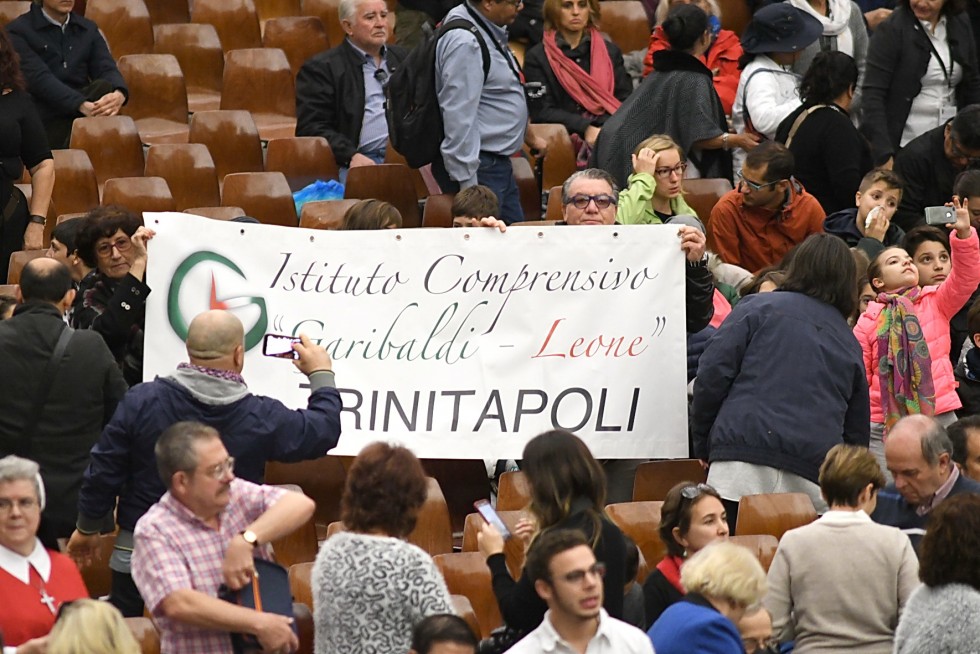 Istituto Comprensivo
"Garibaldi - Leone"
TRINITAPOLI